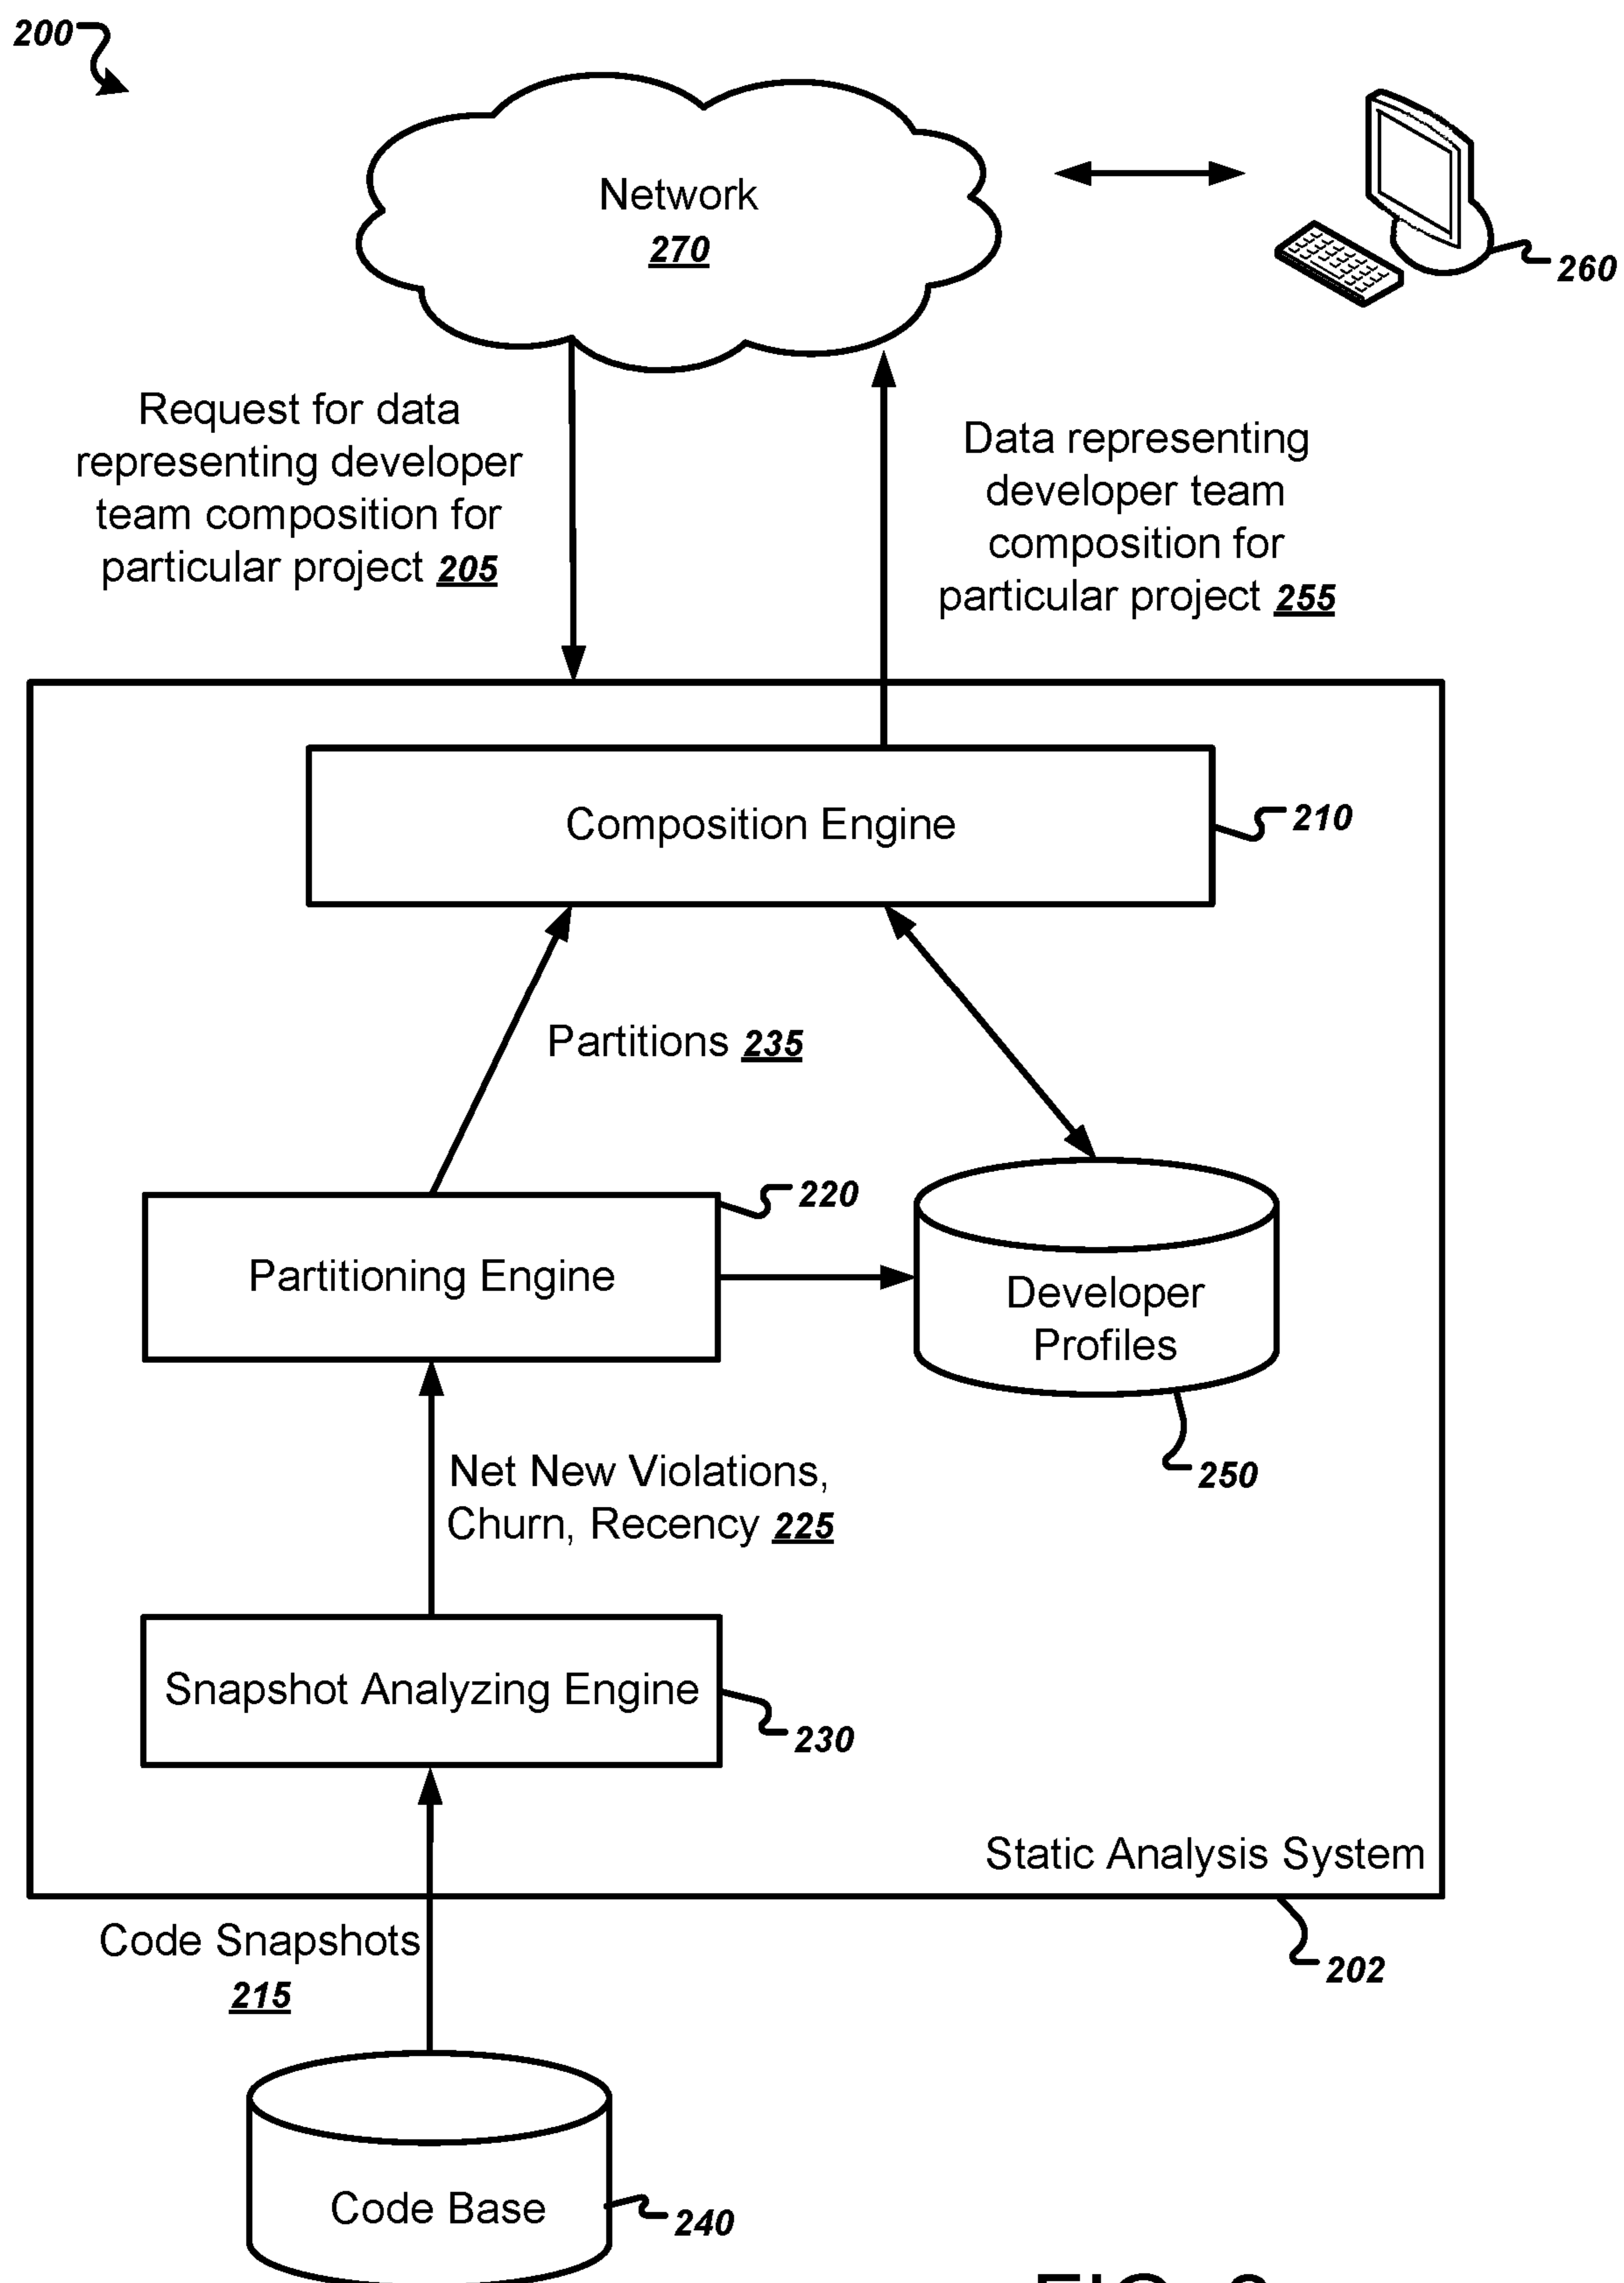 200
Network
270
260
Request for data
representing developer
team composition for
particular project 205
Data representing
developer team
composition for
particular project 255
Composition Engine
210
Partitions 235
220
Partitioning Engine
Developer
Profiles
250
Net New Violations,
Churn, Recency 225
Snapshot Analyzing Engine
230
Static Analysis System
202
Code Snapshots
215
Code Base
240